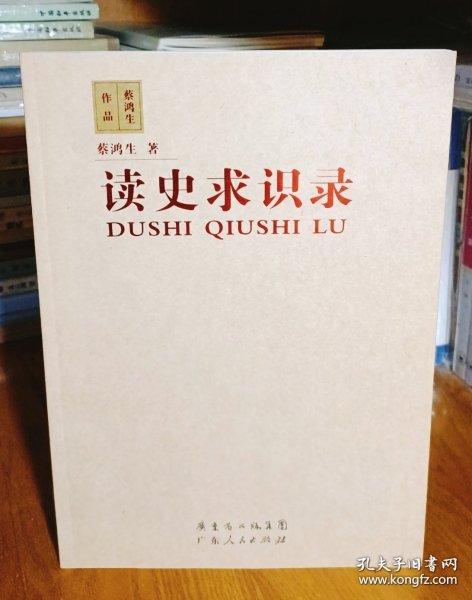 蔡鸿生
作品
蔡鸿生 著
读史求识录
DUSHI QIUSHI LU
广东省出版集团
广东人民出版社
孔夫子旧书网
www.kongfz.com